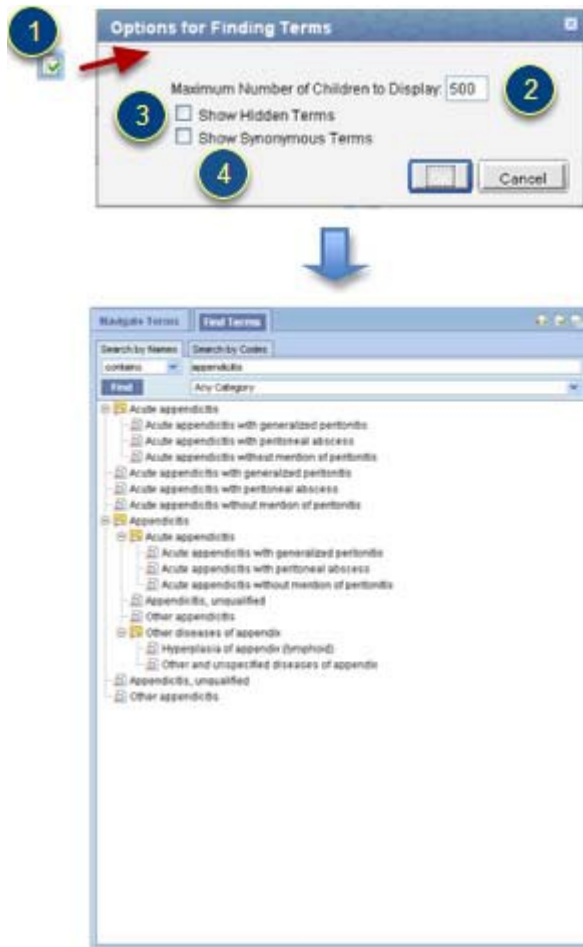 1
Options for Finding Terms
Maximum Number of Children to Display: 500
2
3
Show Hidden Terms
Show Synonymous Terms
4
Cancel
Navigate Terms Find Terms
Search by Names Search by Codes
contains appendicitis
Find Any Category
Acute appendicitis
Acute appendicitis with generalized peritonitis
Acute appendicitis with peritoneal abscess
Acute appendicitis without mention of peritonitis
Acute appendicitis with generalized peritonitis
Acute appendicitis with peritoneal abscess
Acute appendicitis without mention of peritonitis
Appendicitis
Acute appendicitis
Acute appendicitis with generalized peritonitis
Acute appendicitis with peritoneal abscess
Acute appendicitis without mention of peritonitis
Appendicitis, unqualified
Other appendicitis
Other diseases of appendix
Hyperplasia of appendix (lymphoid)
Other and unspecified diseases of appendix
Appendicitis, unqualified
Other appendicitis